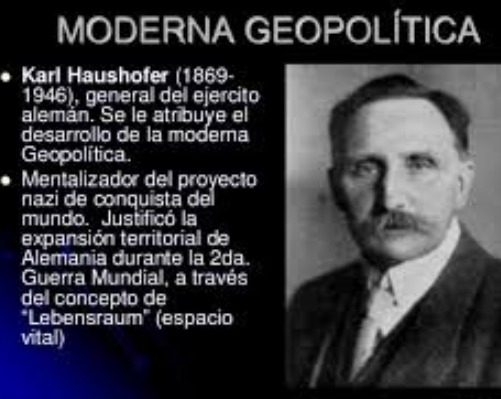 MODERNA GEOPOLÍTICA
• Karl Haushofer (1869-
1946), general del ejercito
alemán. Se le atribuye el
desarrollo de la moderna
Geopolítica.
• Mentalizador del proyecto
nazi de conquista del
mundo. Justificó la
expansión territorial de
Alemania durante la 2da.
Guerra Mundial, a través
del concepto de
“Lebensraum” (espacio
vital)